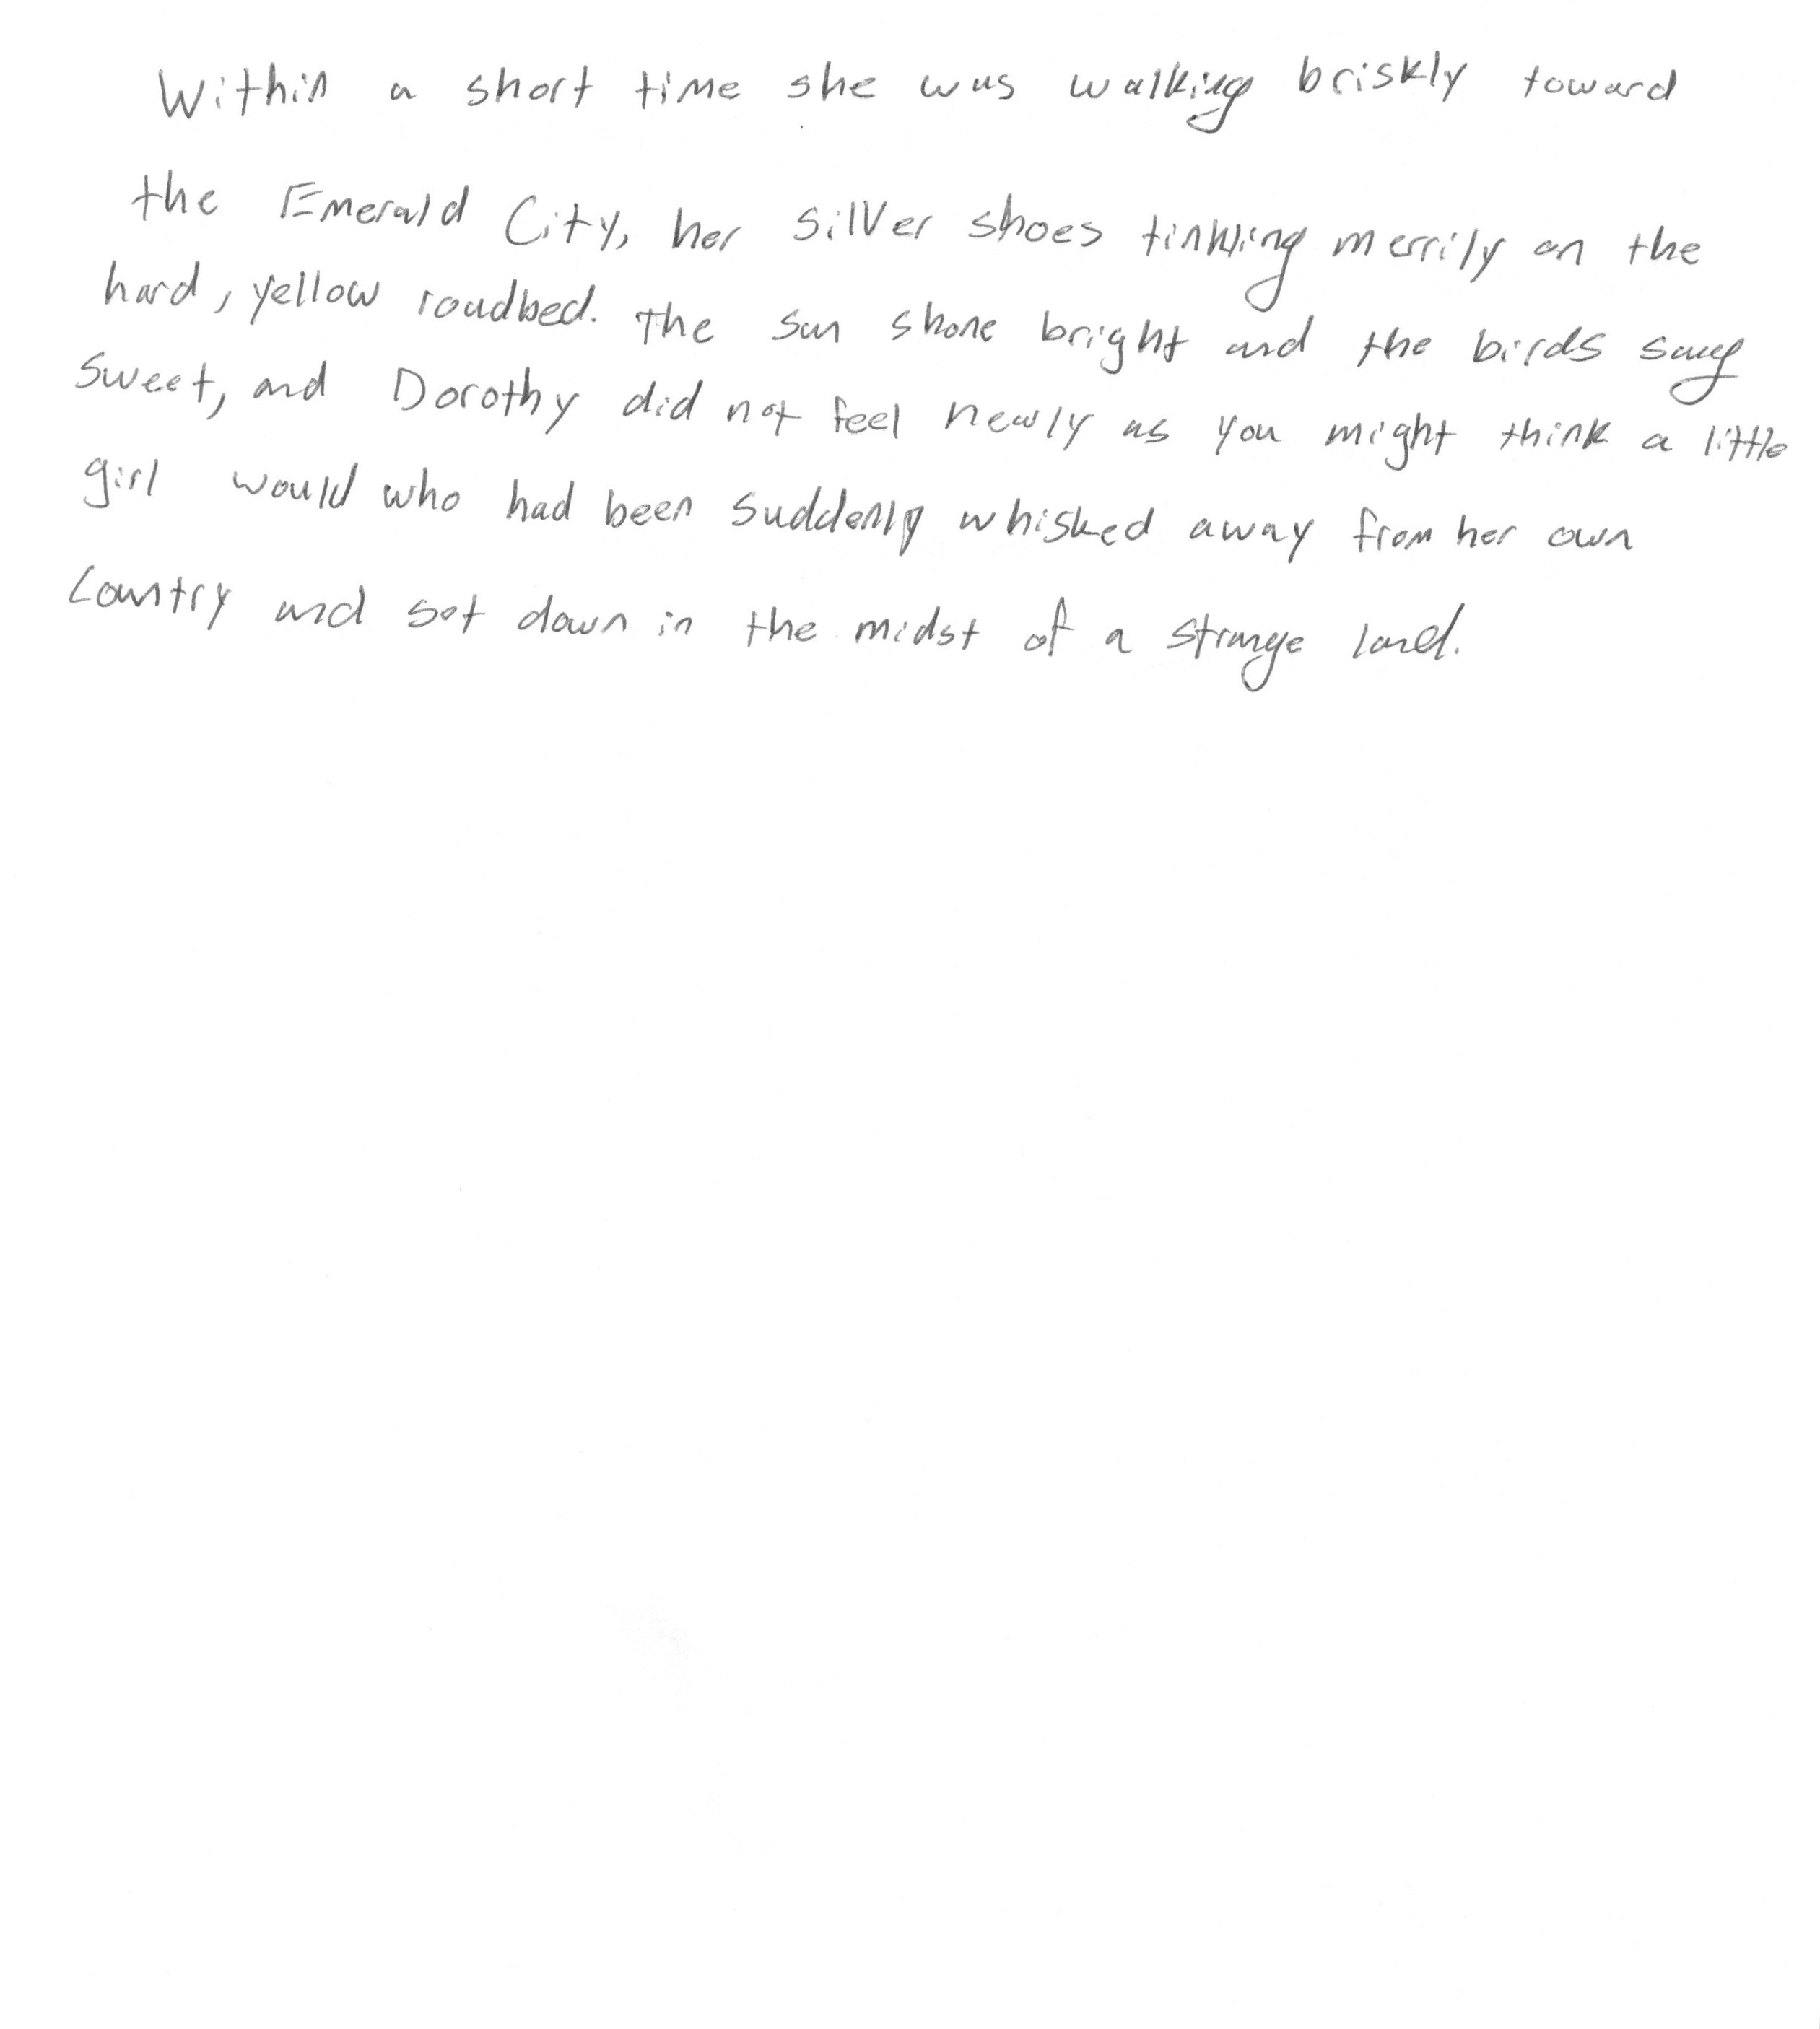 Within a short time she was walking briskly toward
the Emerald City, her silver shoes tinkling merrily on the
hard, yellow roadbed. The sun shone bright and the birds sang
sweet, and Dorothy did not feel nearly as you might think a little
girl would who had been suddenly whisked away from her own
country and set down in the midst of a strange land.